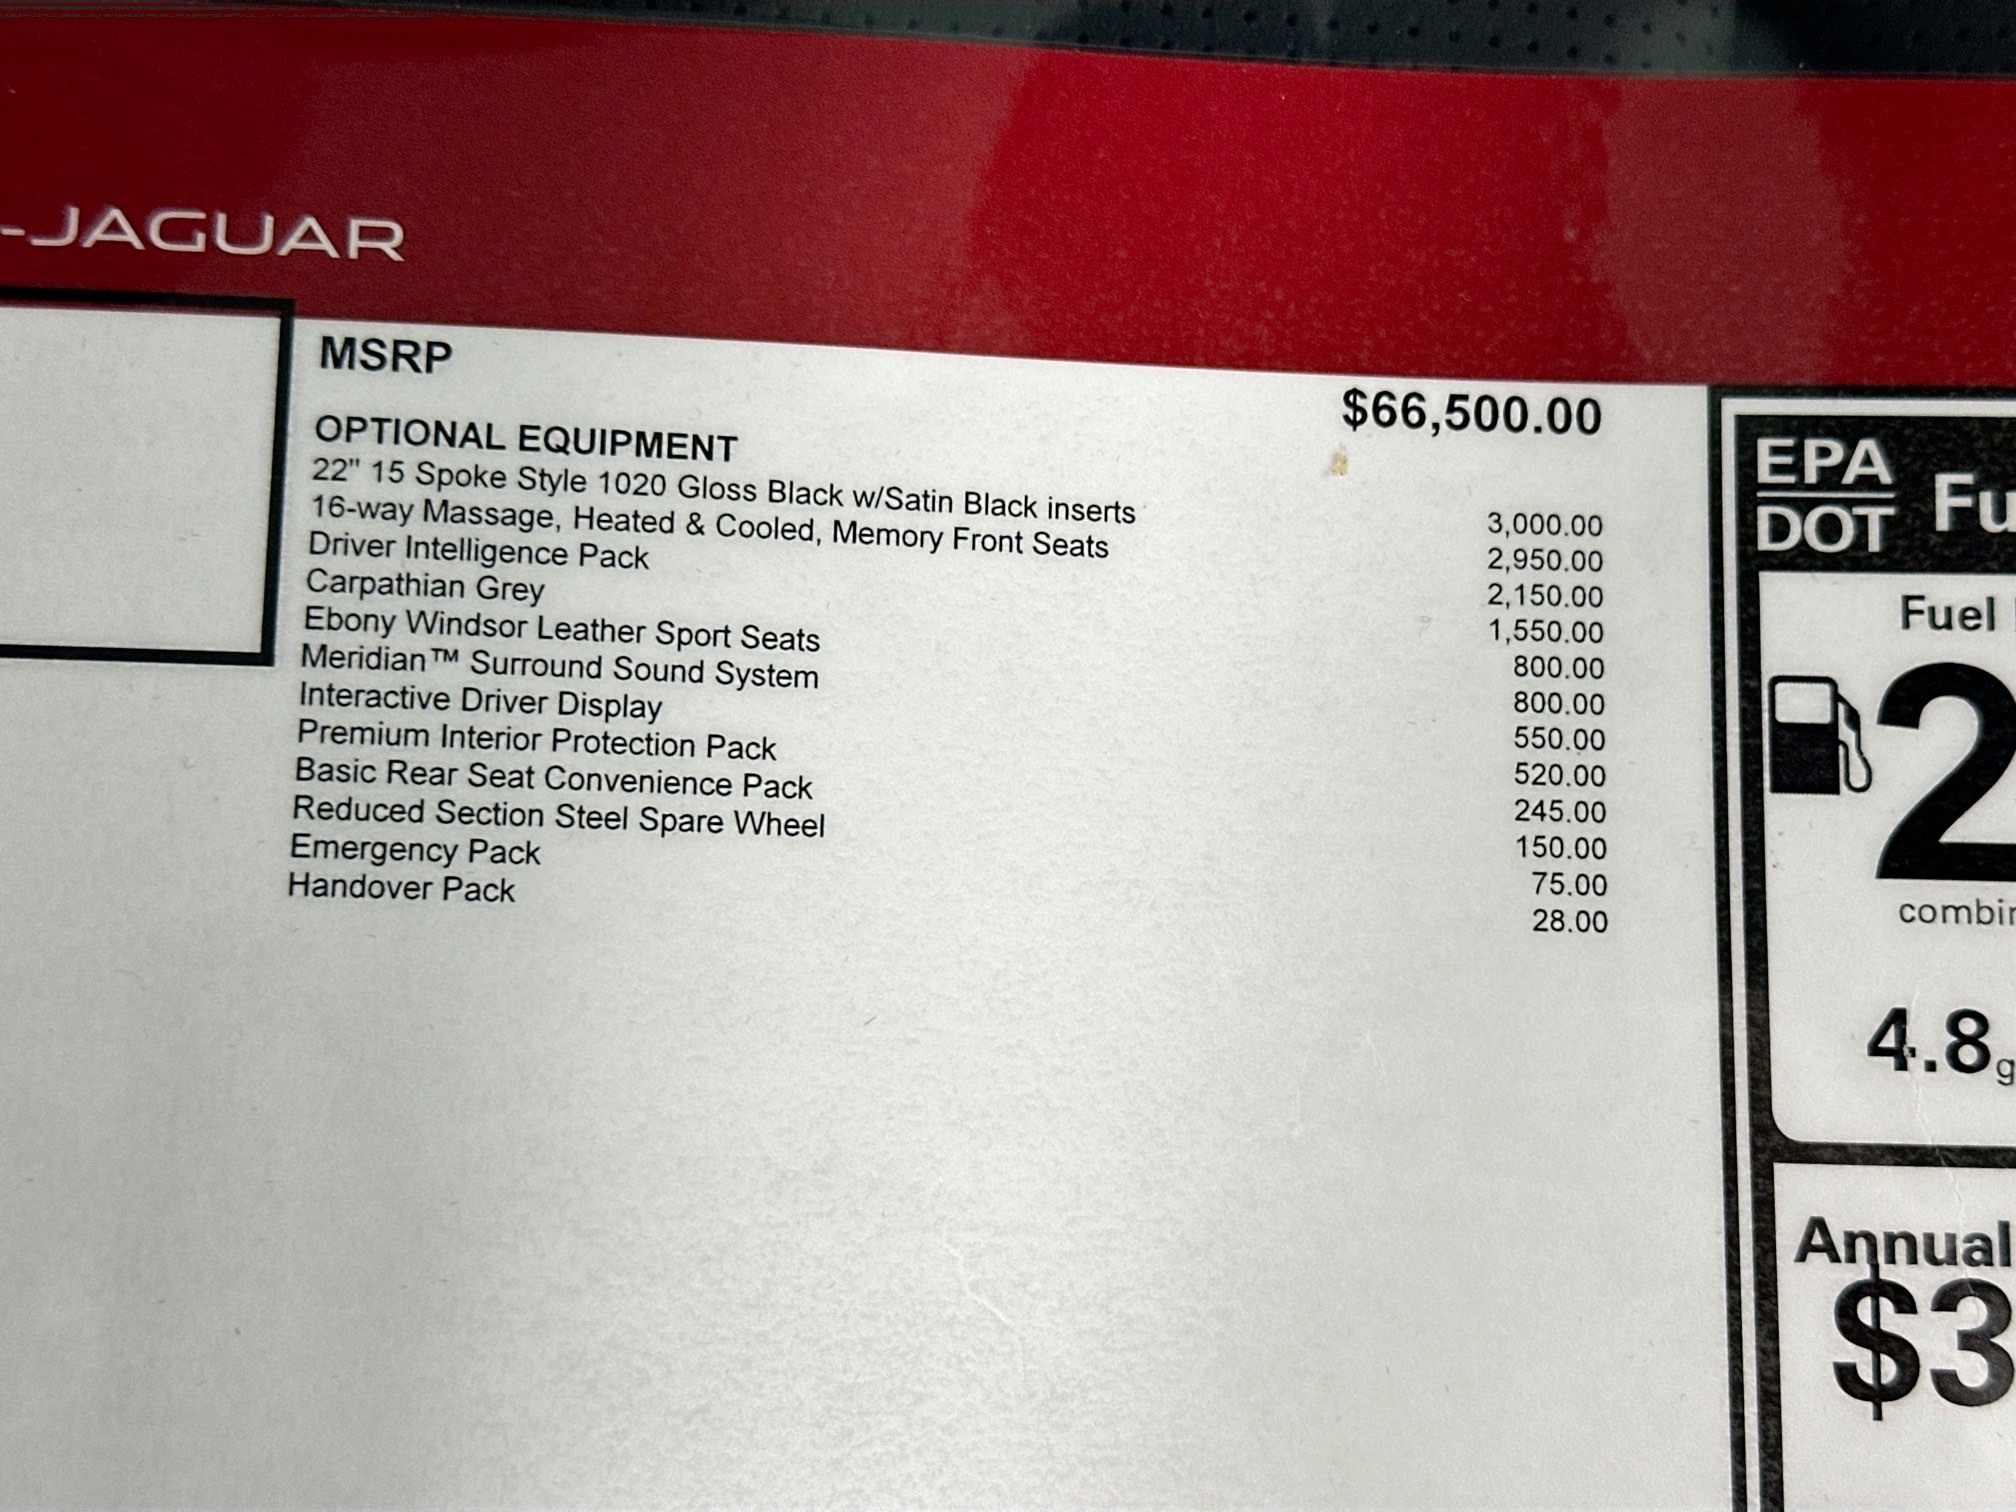 -JAGUAR
MSRP $66,500.00
OPTIONAL EQUIPMENT
22" 15 Spoke Style 1020 Gloss Black w/Satin Black inserts 3,000.00
16-way Massage, Heated & Cooled, Memory Front Seats 2,950.00
Driver Intelligence Pack 2,150.00
Carpathian Grey 1,550.00
Ebony Windsor Leather Sport Seats 800.00
Meridian™ Surround Sound System 800.00
Interactive Driver Display 550.00
Premium Interior Protection Pack 520.00
Basic Rear Seat Convenience Pack 245.00
Reduced Section Steel Spare Wheel 150.00
Emergency Pack 75.00
Handover Pack 28.00
EPA
DOT
Fu
Fuel
2
combin
4.8 g
Annual
$3